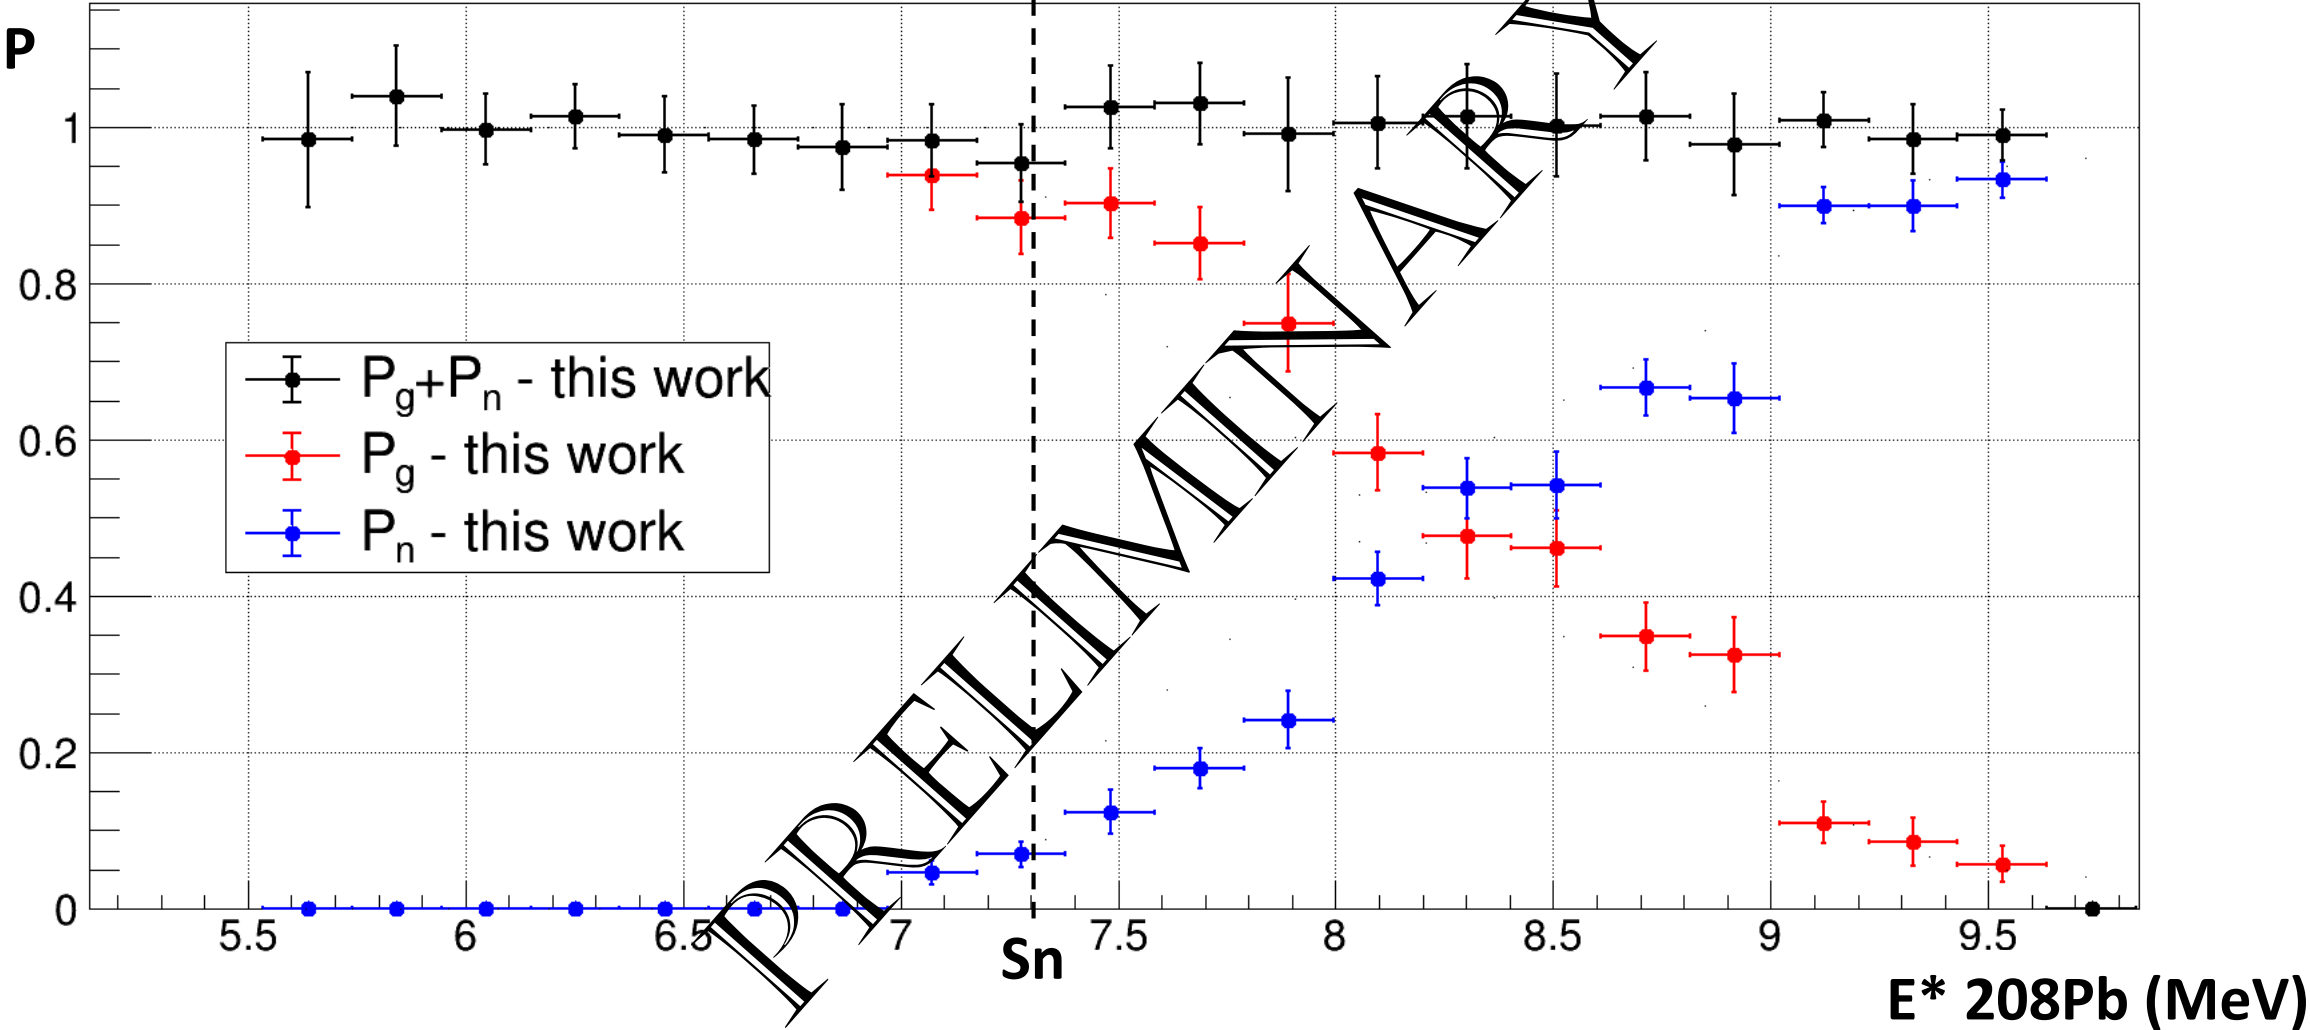 P
1
0.8
0.6
0.4
0.2
0
Pg+Pn - this work
Pg - this work
Pn - this work
PRELIMINARY
5.5 6 6.5 7 7.5 8 8.5 9 9.5
Sn
E* 208Pb (MeV)